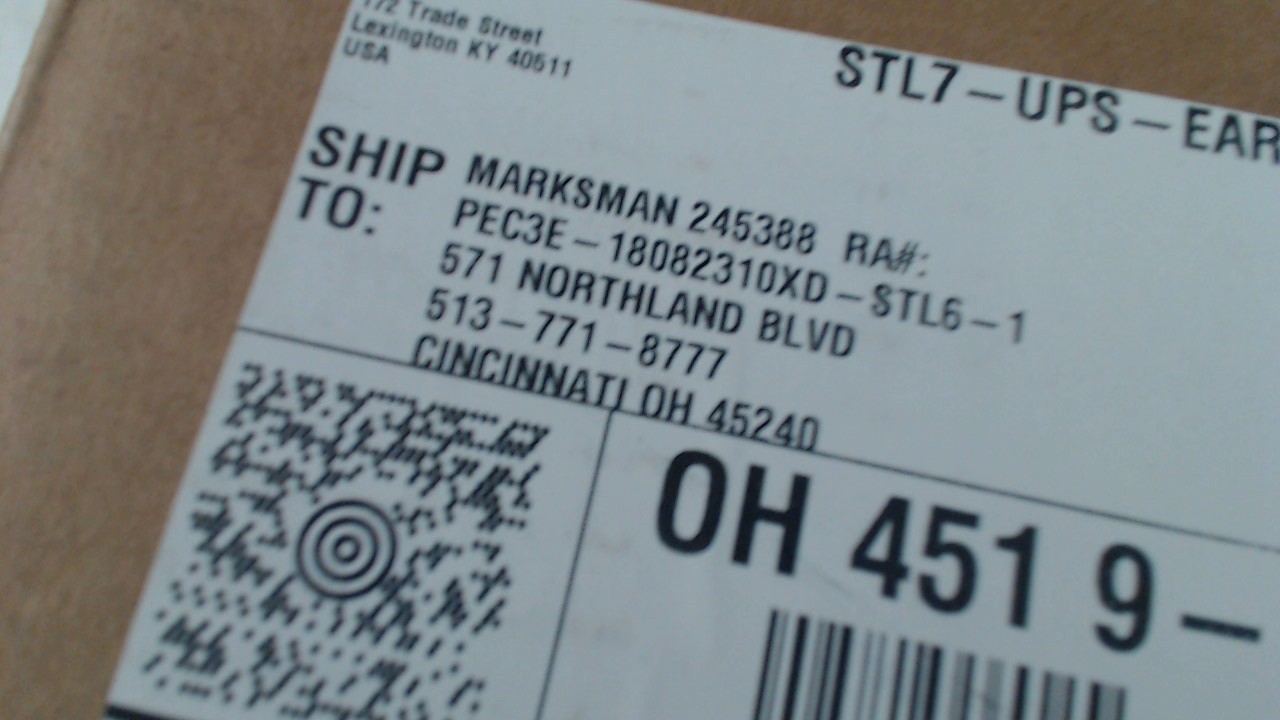 172 Trade Street
Lexington KY 40511
USA
STL7-UPS-EAR
SHIP TO:
MARKSMAN 245388 RA#:
PEC3E-18082310XD-STL6-1
571 NORTHLAND BLVD
513-771-8777
CINCINNATI OH 45240
OH 451 9-